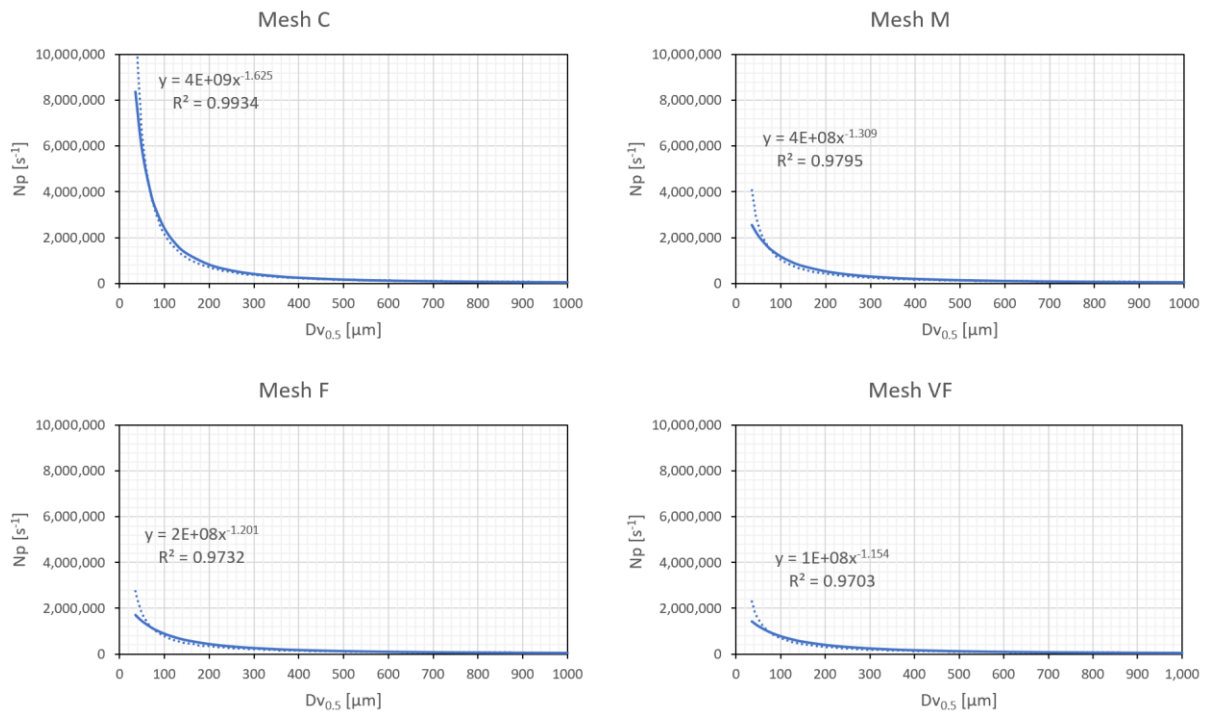 Mesh C
10,000,000
8,000,000
6,000,000
4,000,000
2,000,000
0
Np [s⁻¹]
y = 4E+09x⁻¹·⁶²⁵
R² = 0.9934
0 100 200 300 400 500 600 700 800 900 1000
Dv₀.₅ [µm]
Mesh M
10,000,000
8,000,000
6,000,000
4,000,000
2,000,000
0
Np [s⁻¹]
y = 4E+08x⁻¹·³⁰⁹
R² = 0.9795
0 100 200 300 400 500 600 700 800 900 1000
Dv₀.₅ [µm]
Mesh F
10,000,000
8,000,000
6,000,000
4,000,000
2,000,000
0
Np [s⁻¹]
y = 2E+08x⁻¹·²⁰¹
R² = 0.9732
0 100 200 300 400 500 600 700 800 900 1000
Dv₀.₅ [µm]
Mesh VF
10,000,000
8,000,000
6,000,000
4,000,000
2,000,000
0
Np [s⁻¹]
y = 1E+08x⁻¹·¹⁵⁴
R² = 0.9703
0 100 200 300 400 500 600 700 800 900 1,000
Dv₀.₅ [µm]